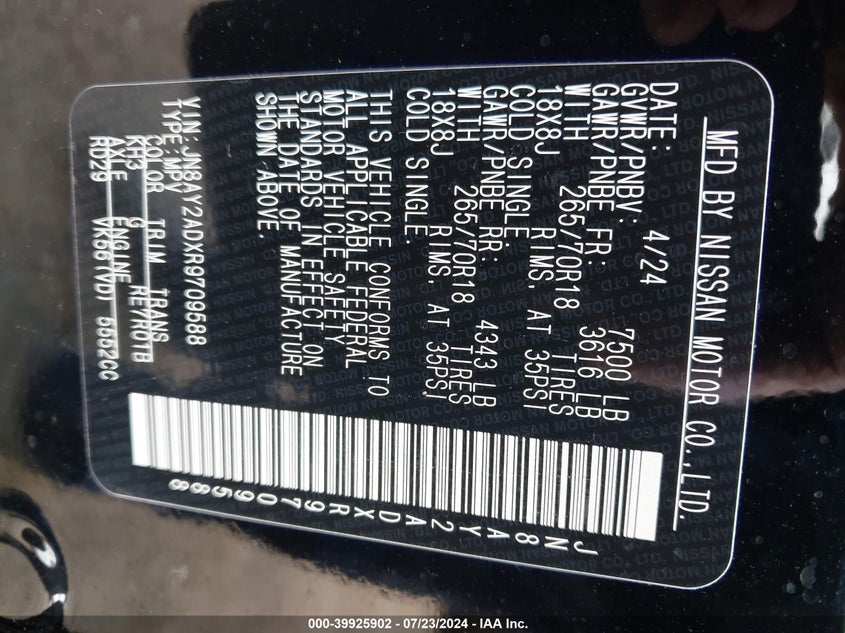 MFD BY NISSAN MOTOR CO.,LTD.
DATE: 4/24
GVWR/PNBV: 7500 LB
GAWR/PNBE FR: 3616 LB
WITH 265/70R18 TIRES
18X8J RIMS. AT 35PSI
COLD SINGLE.
GAWR/PNBE RR: 4343 LB
WITH 265/70R18 TIRES
18X8J RIMS. AT 35PSI
COLD SINGLE.
THIS VEHICLE CONFORMS TO
ALL APPLICABLE FEDERAL
MOTOR VEHICLE SAFETY
STANDARDS IN EFFECT ON
THE DATE OF MANUFACTURE
SHOWN ABOVE.
VIN: JN8AY2ADXR9709588
TYPE: MPV
COLOR TRIM TRANS
KH3 G RE7R01B
AXLE ENGINE
RD29 VK56(VD) 5552CC
JN8AY2ADXR9709588
000-39925902 - 07/23/2024 - IAA Inc.